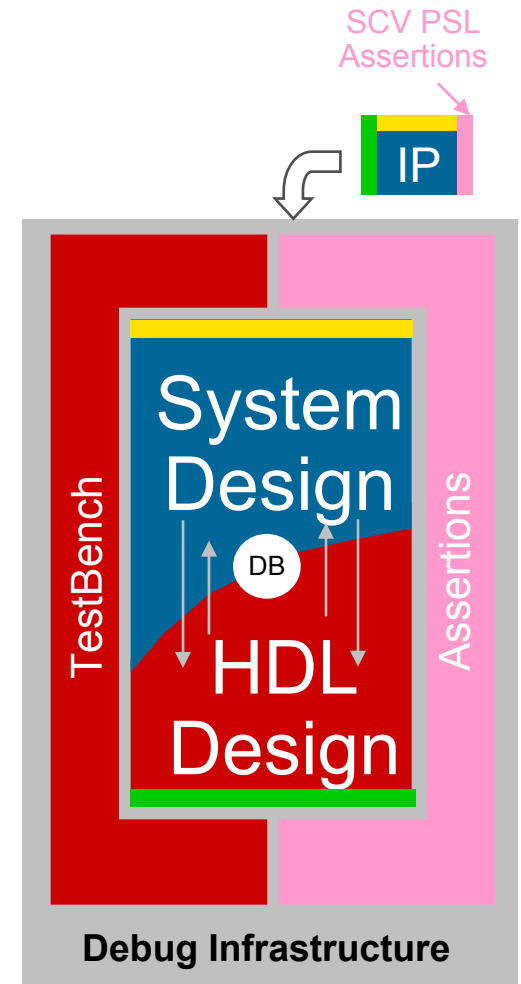 SCV PSL
Assertions
IP
System
Design
TestBench
DB
Assertions
HDL
Design
Debug Infrastructure